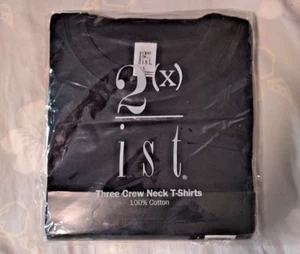 2(x)
ist®
Three Crew Neck T-Shirts
100% Cotton